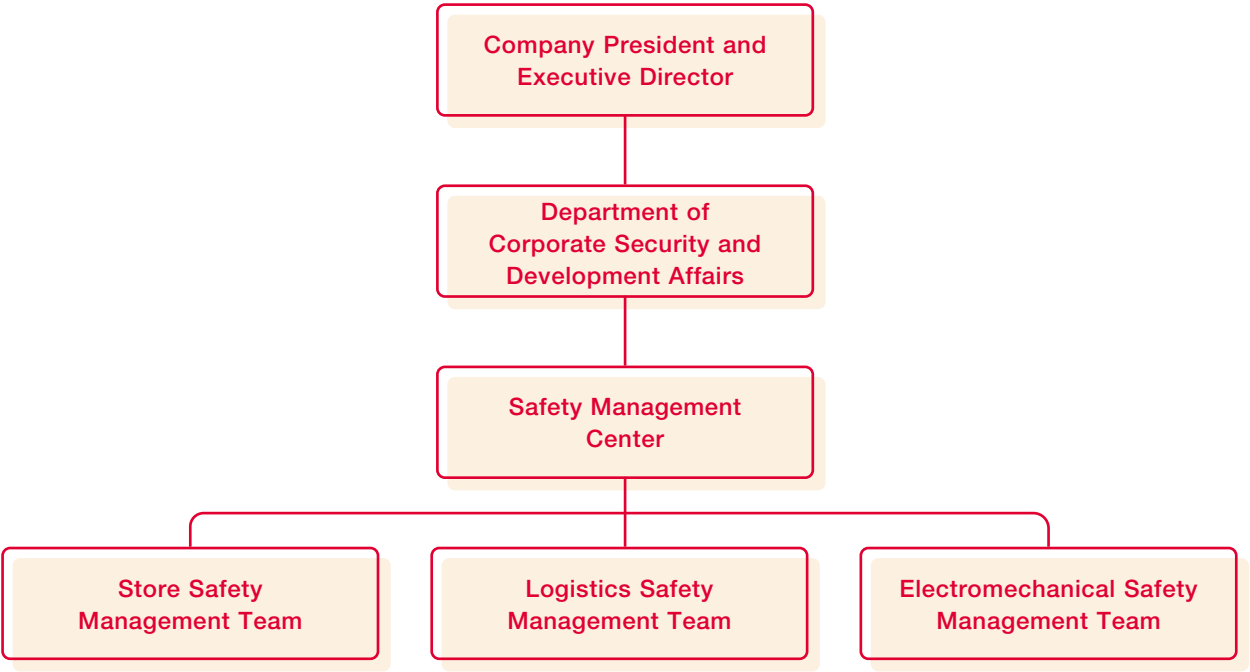 Company President and
Executive Director
Department of
Corporate Security and
Development Affairs
Safety Management
Center
Store Safety
Management Team
Logistics Safety
Management Team
Electromechanical Safety
Management Team